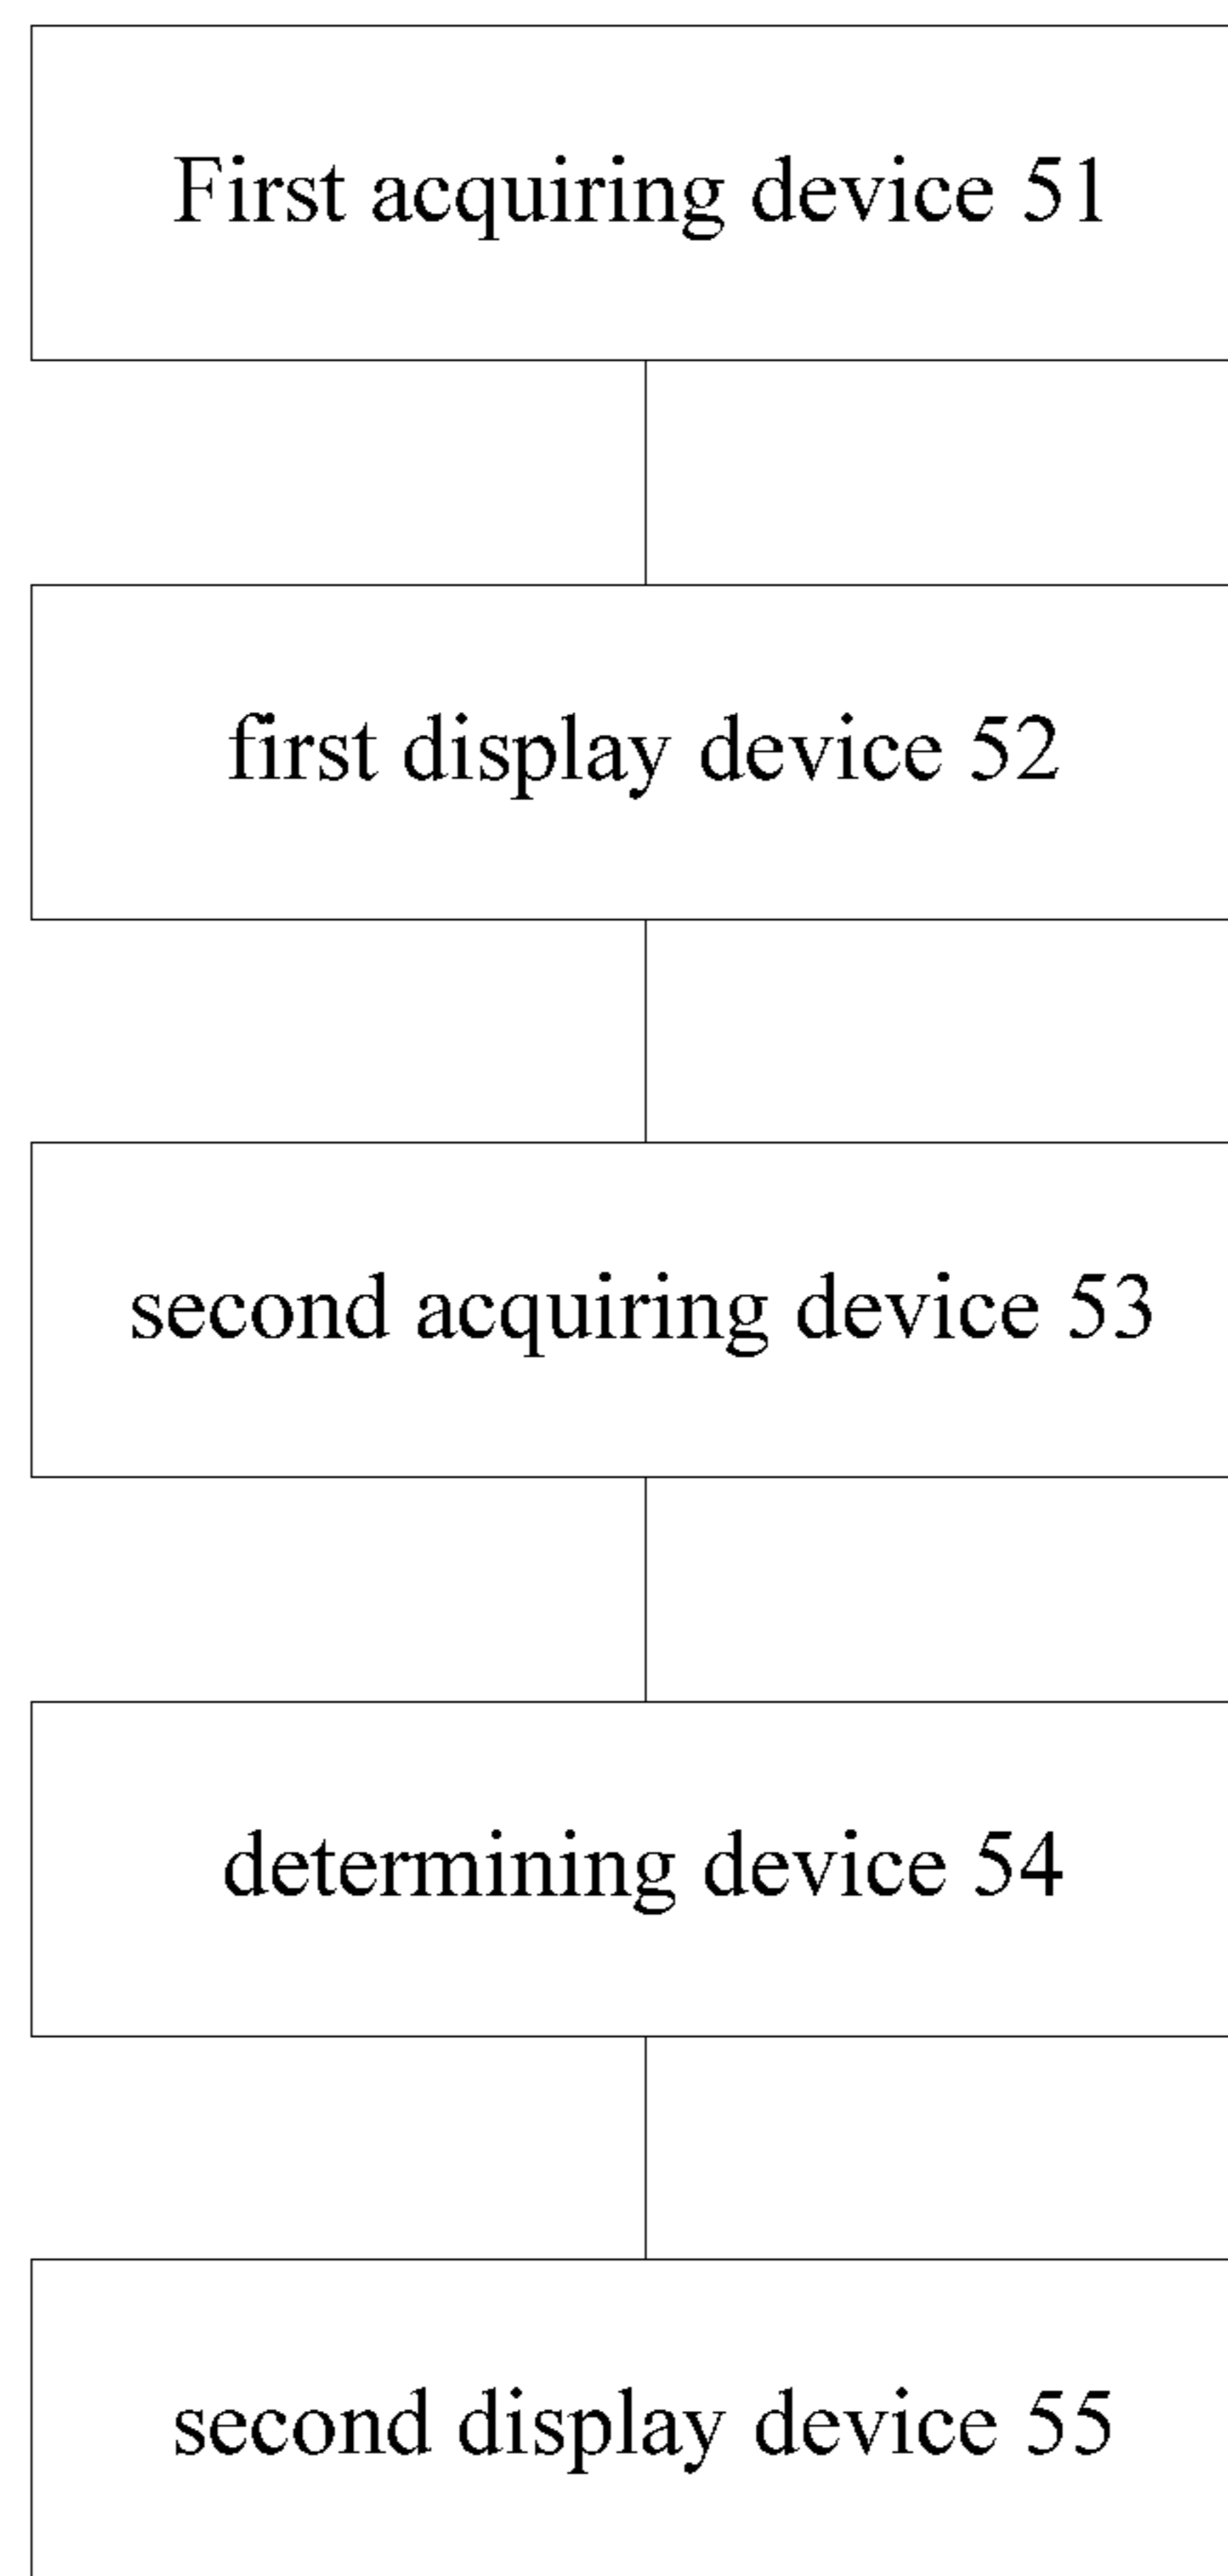 First acquiring device 51
first display device 52
second acquiring device 53
determining device 54
second display device 55